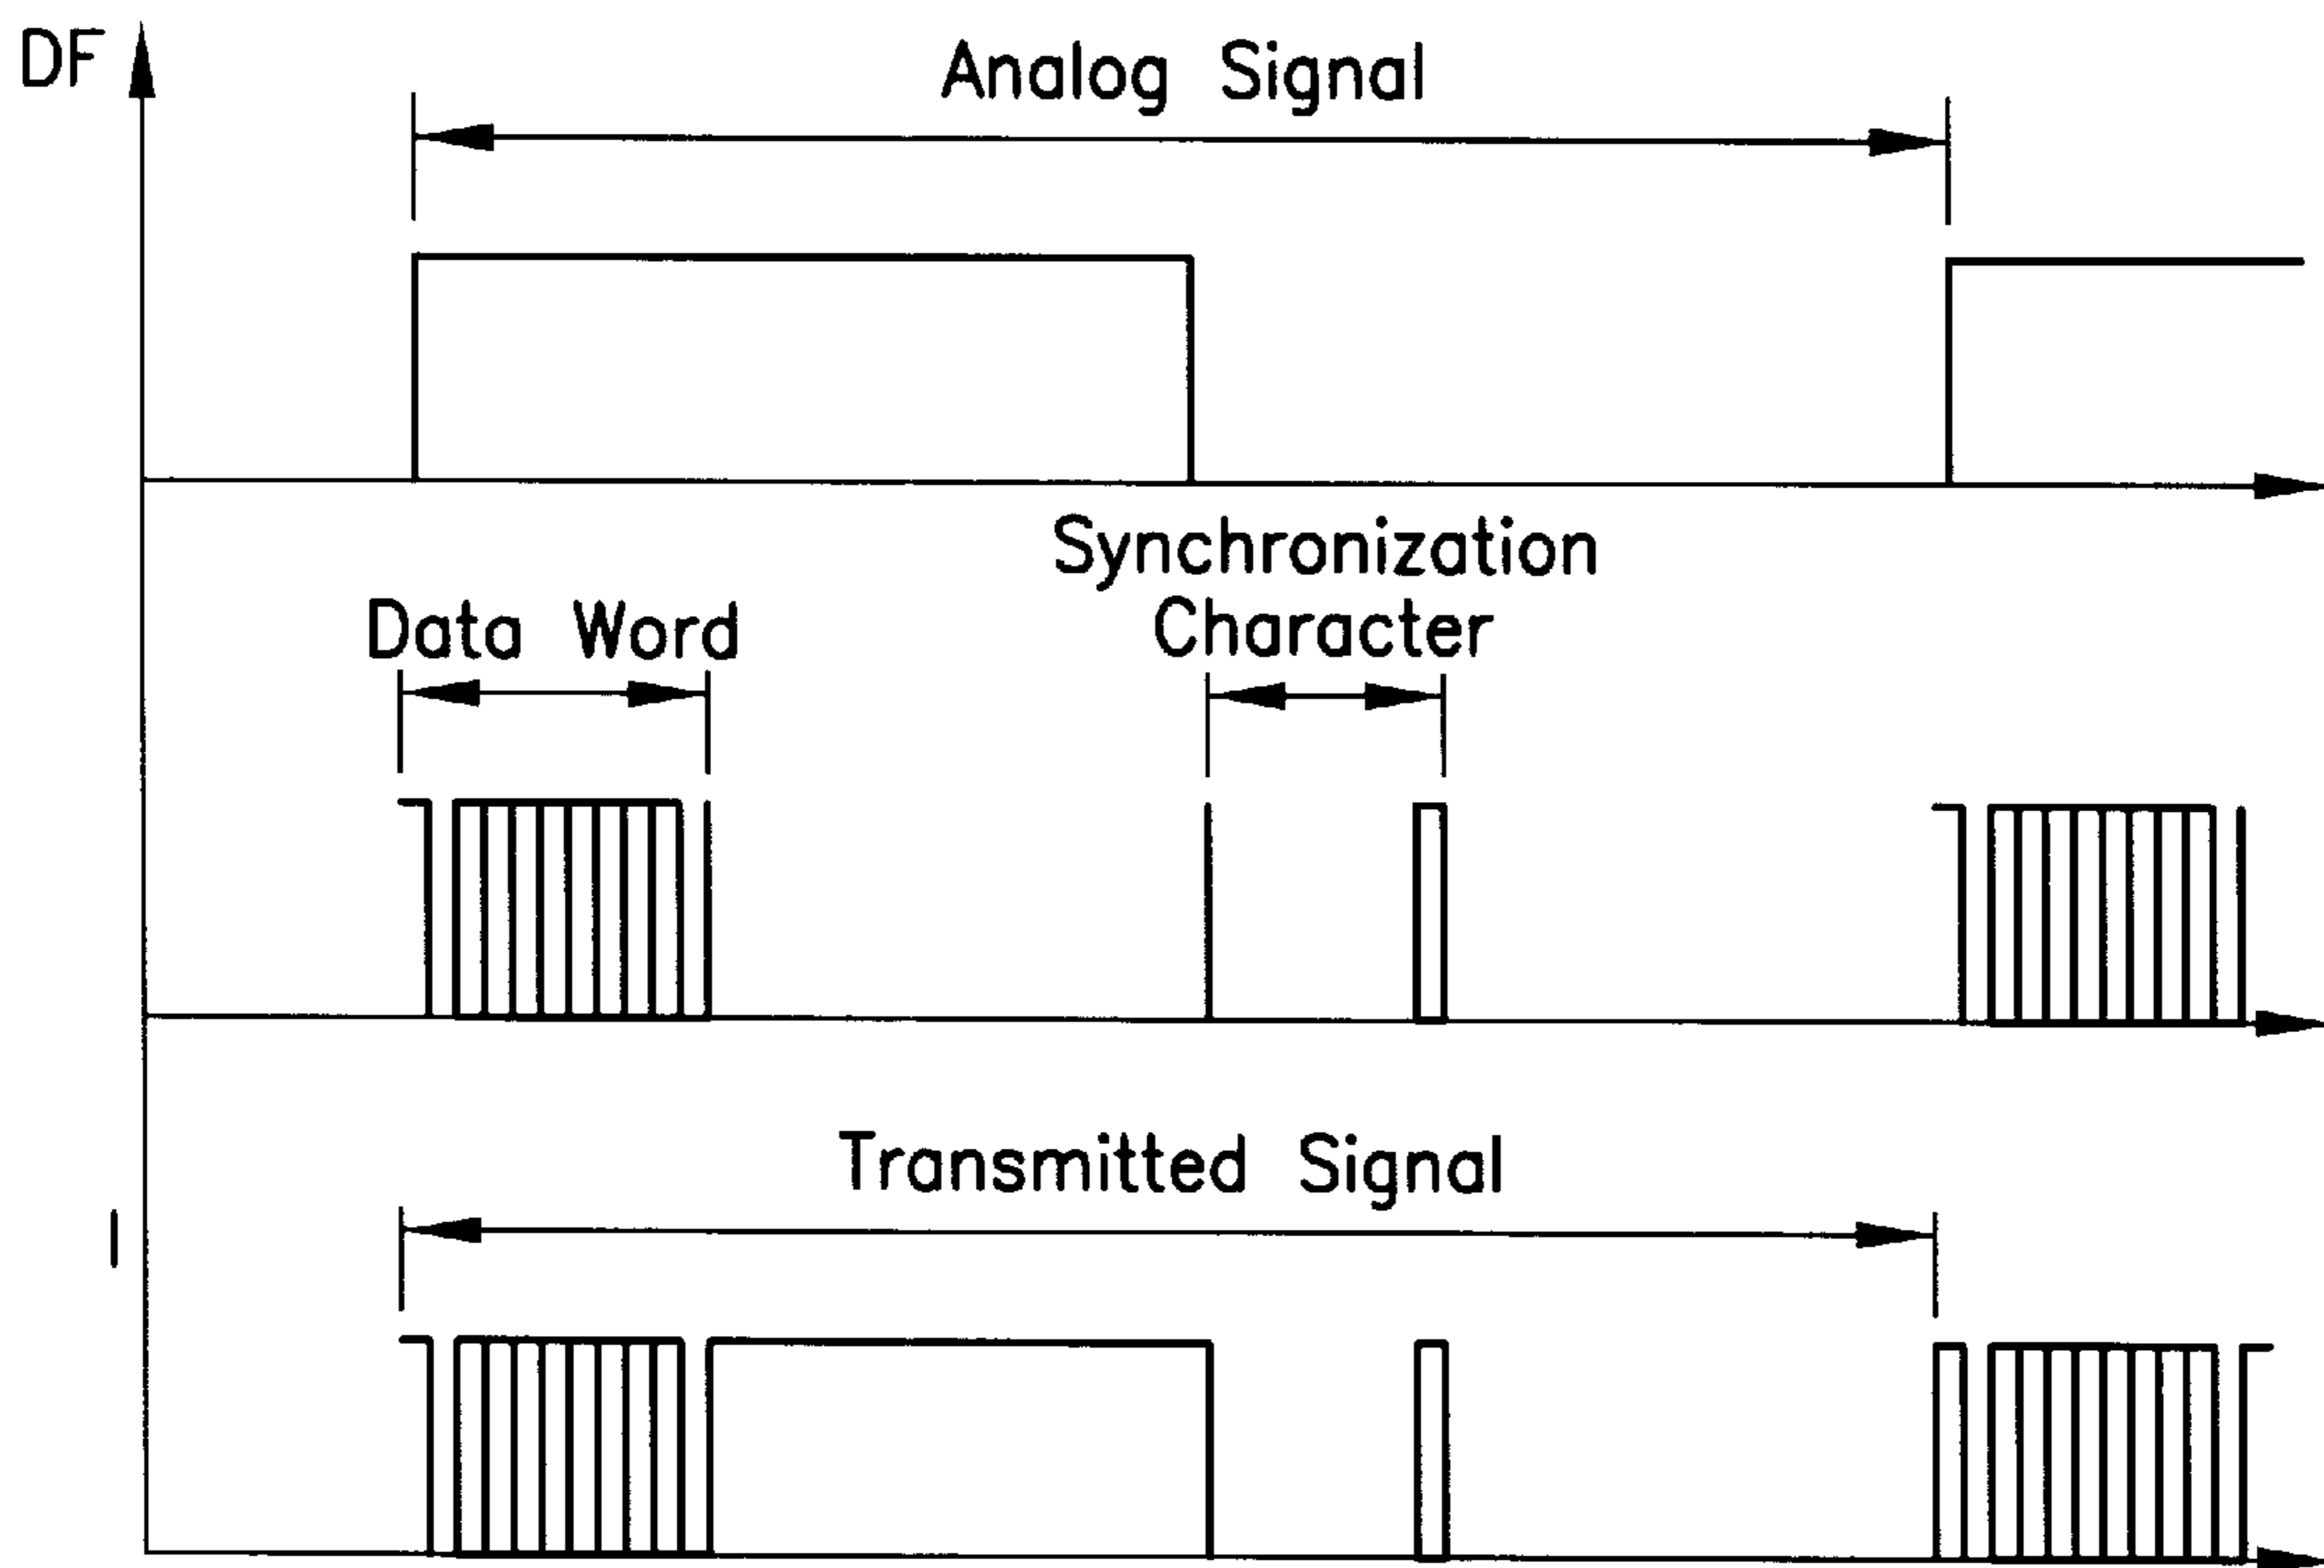 DF
Analog Signal
Synchronization
Character
Data Word
Transmitted Signal
I